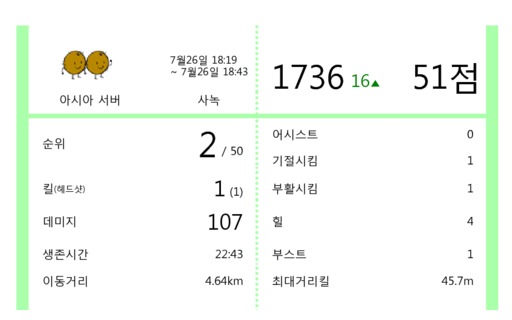 7월26일 18:19
~ 7월26일 18:43
아시아 서버
사녹
1736 16▲
51점
순위 2 / 50
킬(헤드샷) 1 (1)
데미지 107
생존시간 22:43
이동거리 4.64km
어시스트 0
기절시킴 1
부활시킴 1
힐 4
부스트 1
최대거리킬 45.7m